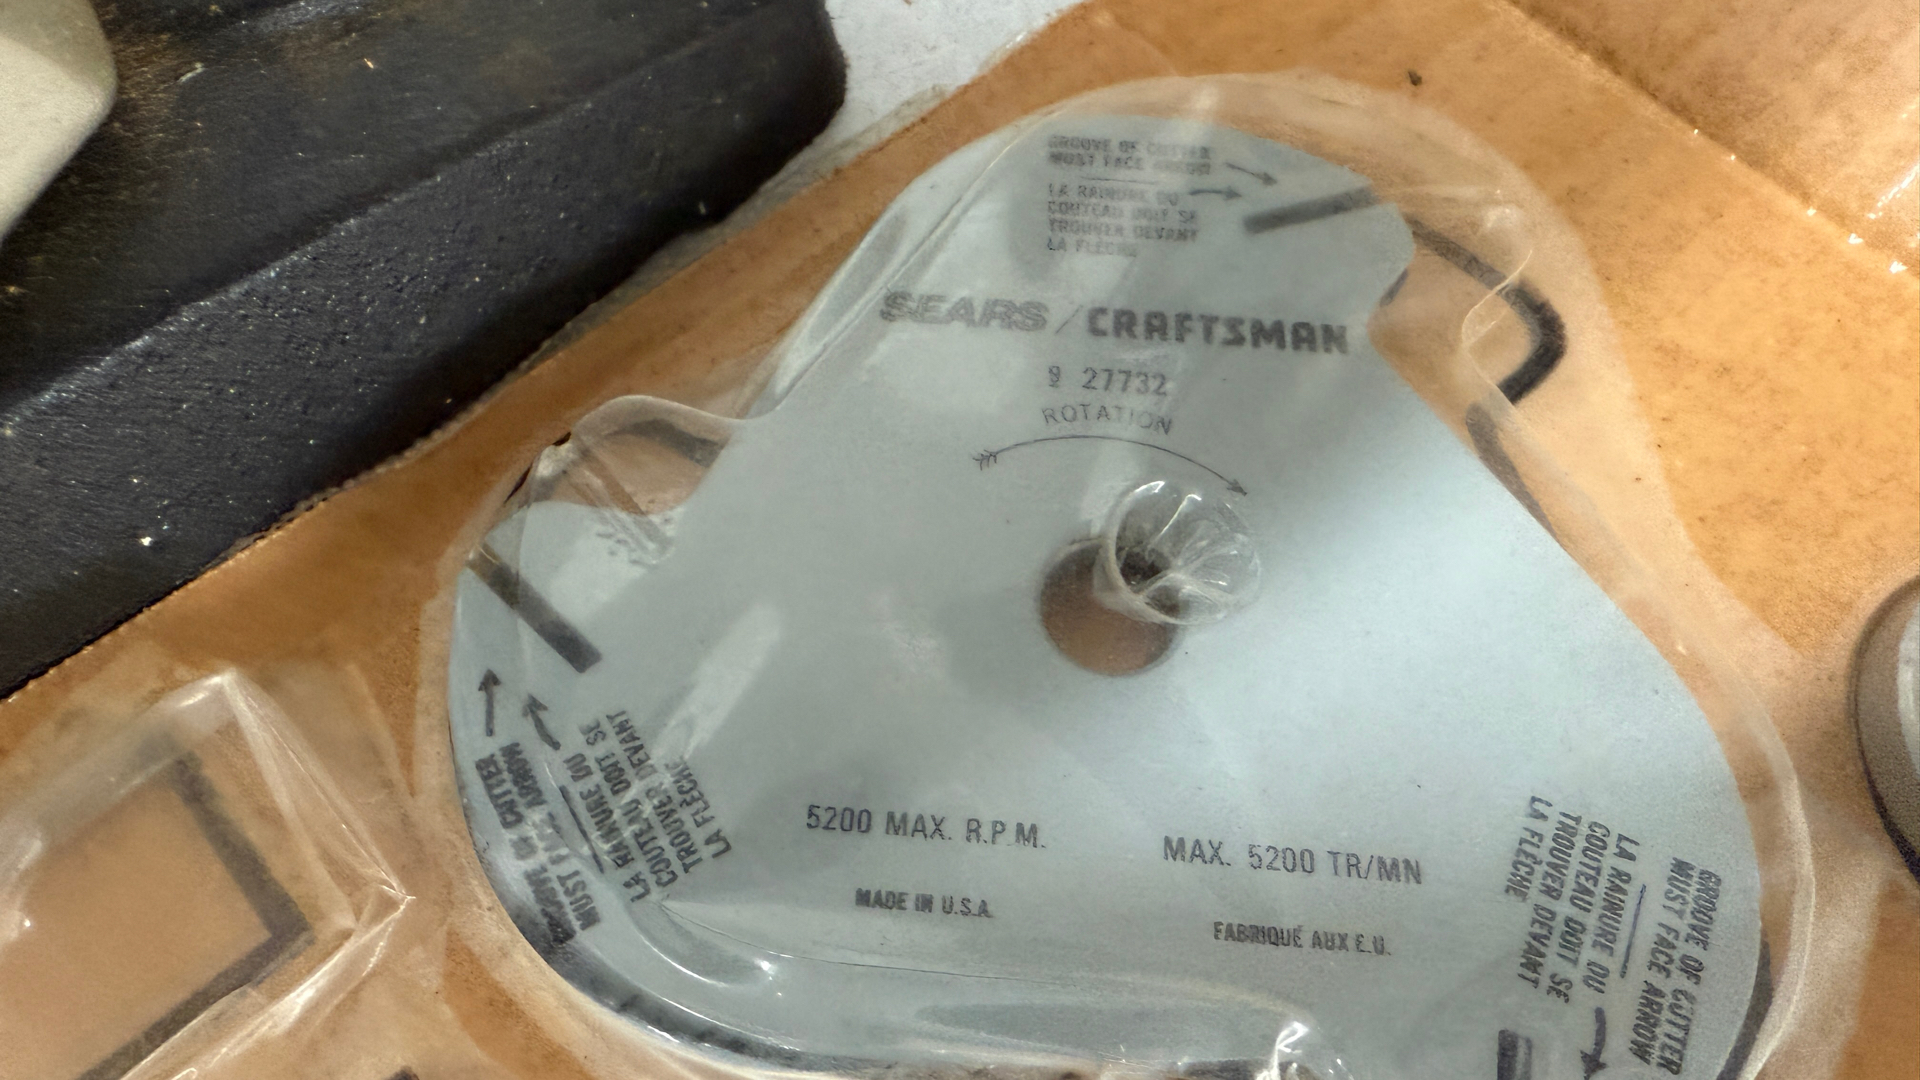 GROOVE OF CUTTER
MUST FACE ARROW
LA RAINURE DU
COUTEAU DOIT SE
TROUVER DEVANT
LA FLÈCHE
SEARS / CRAFTSMAN
9 27732
ROTATION
GROOVE OF CUTTER
MUST FACE ARROW
LA RAINURE DU
COUTEAU DOIT SE
TROUVER DEVANT
LA FLÈCHE
5200 MAX. R.P.M.
MAX. 5200 TR/MN
MADE IN U.S.A.
FABRIQUÉ AUX E.U.
GROOVE OF CUTTER
MUST FACE ARROW
LA RAINURE DU
COUTEAU DOIT SE
TROUVER DEVANT
LA FLÈCHE